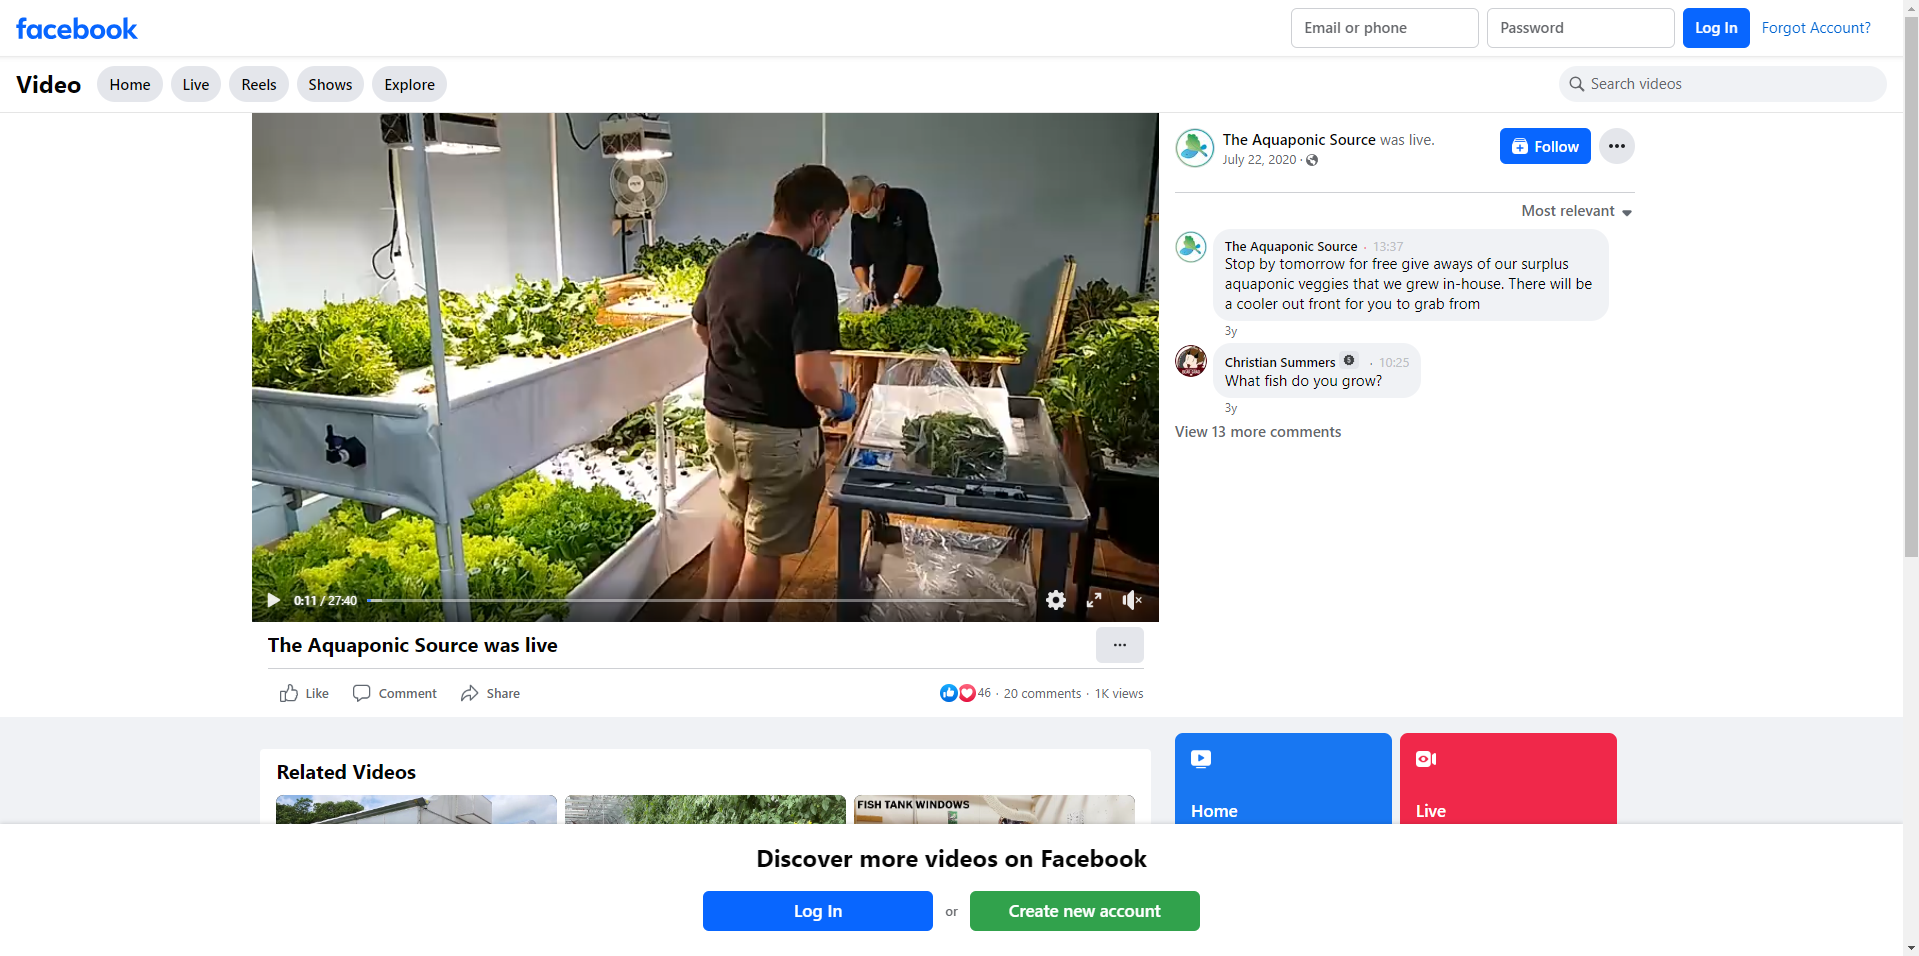 facebook
Email or phone
Password
Log In
Forgot Account?
Video
Home
Live
Reels
Shows
Explore
Search videos
The Aquaponic Source was live.
July 22, 2020 ·
Follow
Most relevant
The Aquaponic Source · 13:37
Stop by tomorrow for free give aways of our surplus
aquaponic veggies that we grew in-house. There will be
a cooler out front for you to grab from
3y
Christian Summers · 10:25
What fish do you grow?
3y
View 13 more comments
0:11 / 27:40
The Aquaponic Source was live
Like
Comment
Share
46 · 20 comments · 1K views
Related Videos
FISH TANK WINDOWS
Home
Live
Discover more videos on Facebook
Log In
or
Create new account